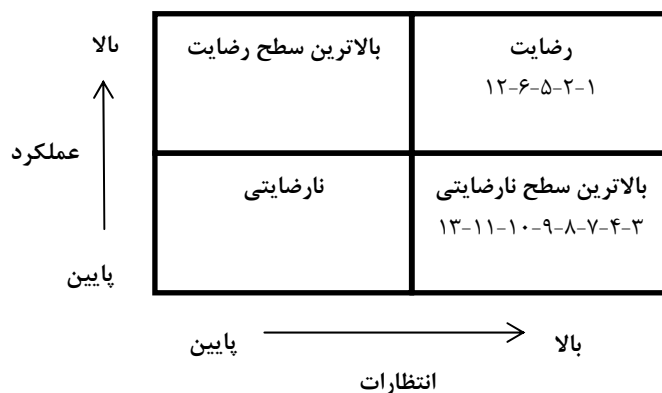 بالا
رضایت
بالاترین سطح رضایت
۱۲-۶-۵-۲-۱
عملکرد
بالاترین سطح نارضایتی
نارضایتی
۱۳-۱۱-۱۰-۹-۸-۷-۴-۳
پایین
بالا
پایین
انتظارات